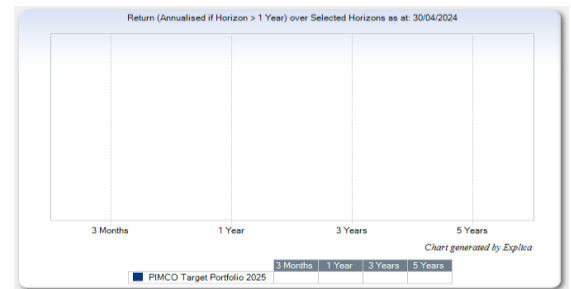 Return (Annualised if Horizon > 1 Year) over Selected Horizons as at: 30/04/2024
3 Months 1 Year 3 Years 5 Years
Chart generated by Explica
3 Months 1 Year 3 Years 5 Years
PIMCO Target Portfolio 2025